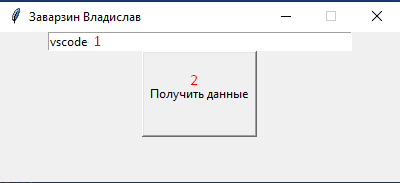 Заварзин Владислав
vscode 1
2
Получить данные